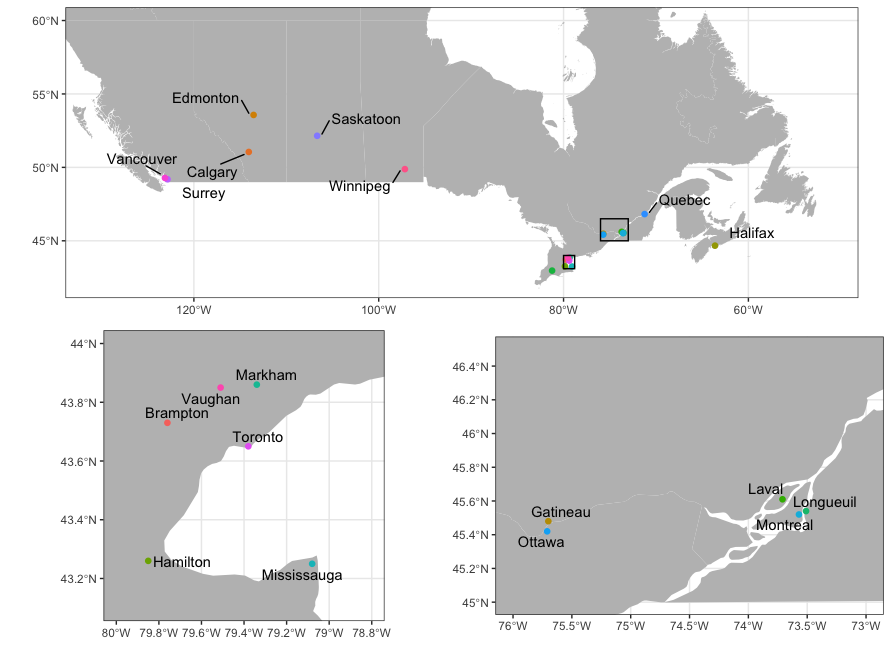 60°N
55°N
50°N
45°N
Edmonton
Saskatoon
Vancouver
Calgary
Surrey
Winnipeg
Quebec
Halifax
120°W 100°W 80°W 60°W
44°N
43.8°N
43.6°N
43.4°N
43.2°N
Markham
Vaughan
Brampton
Toronto
Hamilton
Mississauga
80°W 79.8°W 79.6°W 79.4°W 79.2°W 79°W 78.8°W
46.4°N
46.2°N
46°N
45.8°N
45.6°N
45.4°N
45.2°N
45°N
Laval
Longueuil
Gatineau
Montreal
Ottawa
76°W 75.5°W 75°W 74.5°W 74°W 73.5°W 73°W